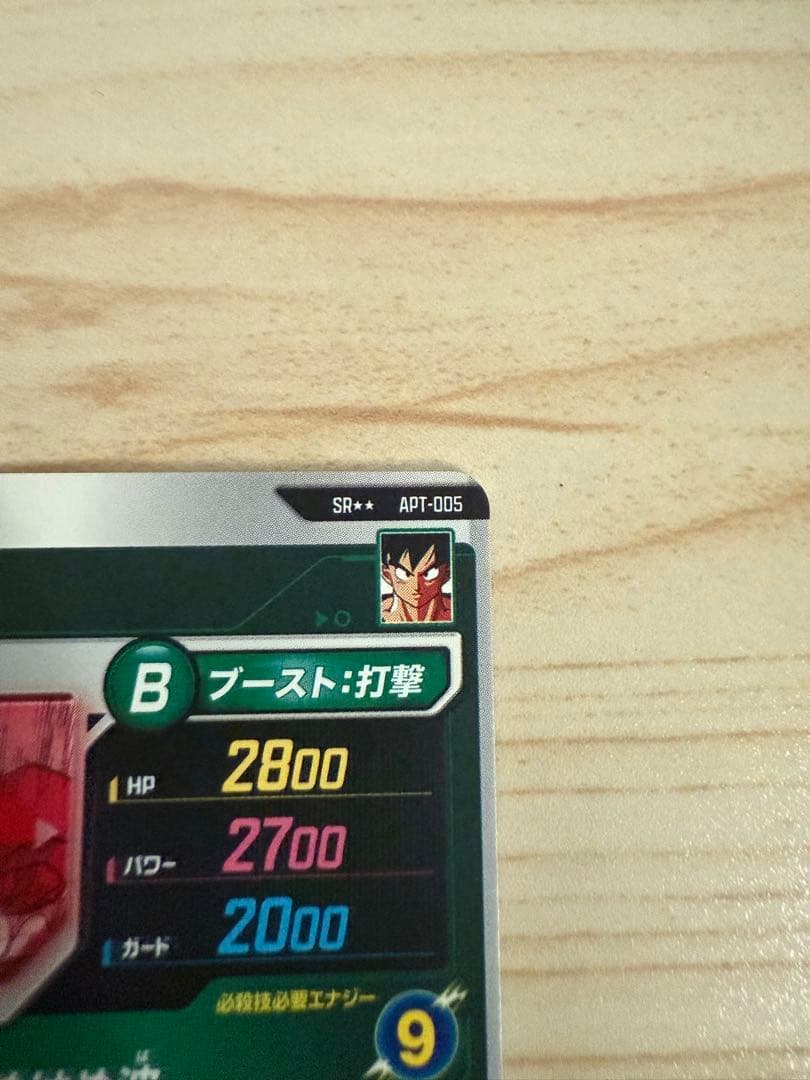 SR★★ APT-005
B ブースト:打撃
HP 2800
パワー 2700
ガード 2000
必殺技必要エナジー
9